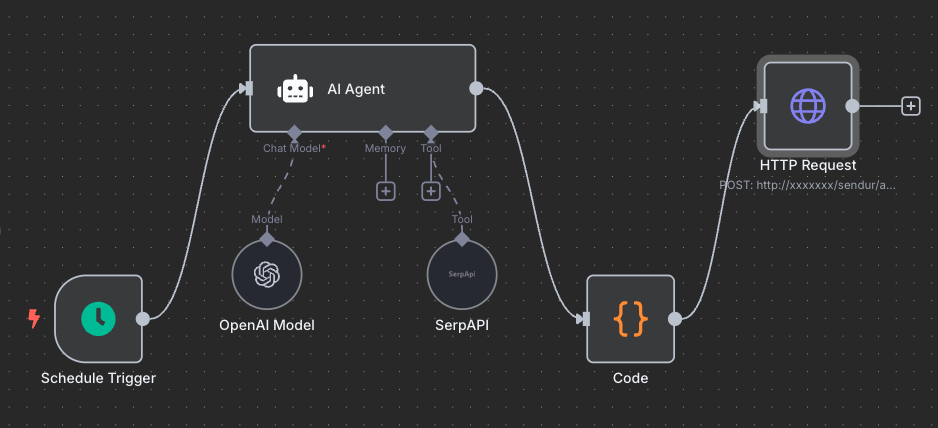 AI Agent
Chat Model*
Memory
Tool
HTTP Request
POST: http://xxxxxxx/sendur/a...
Model
Tool
SerpApi
OpenAI Model
SerpAPI
{}
Schedule Trigger
Code